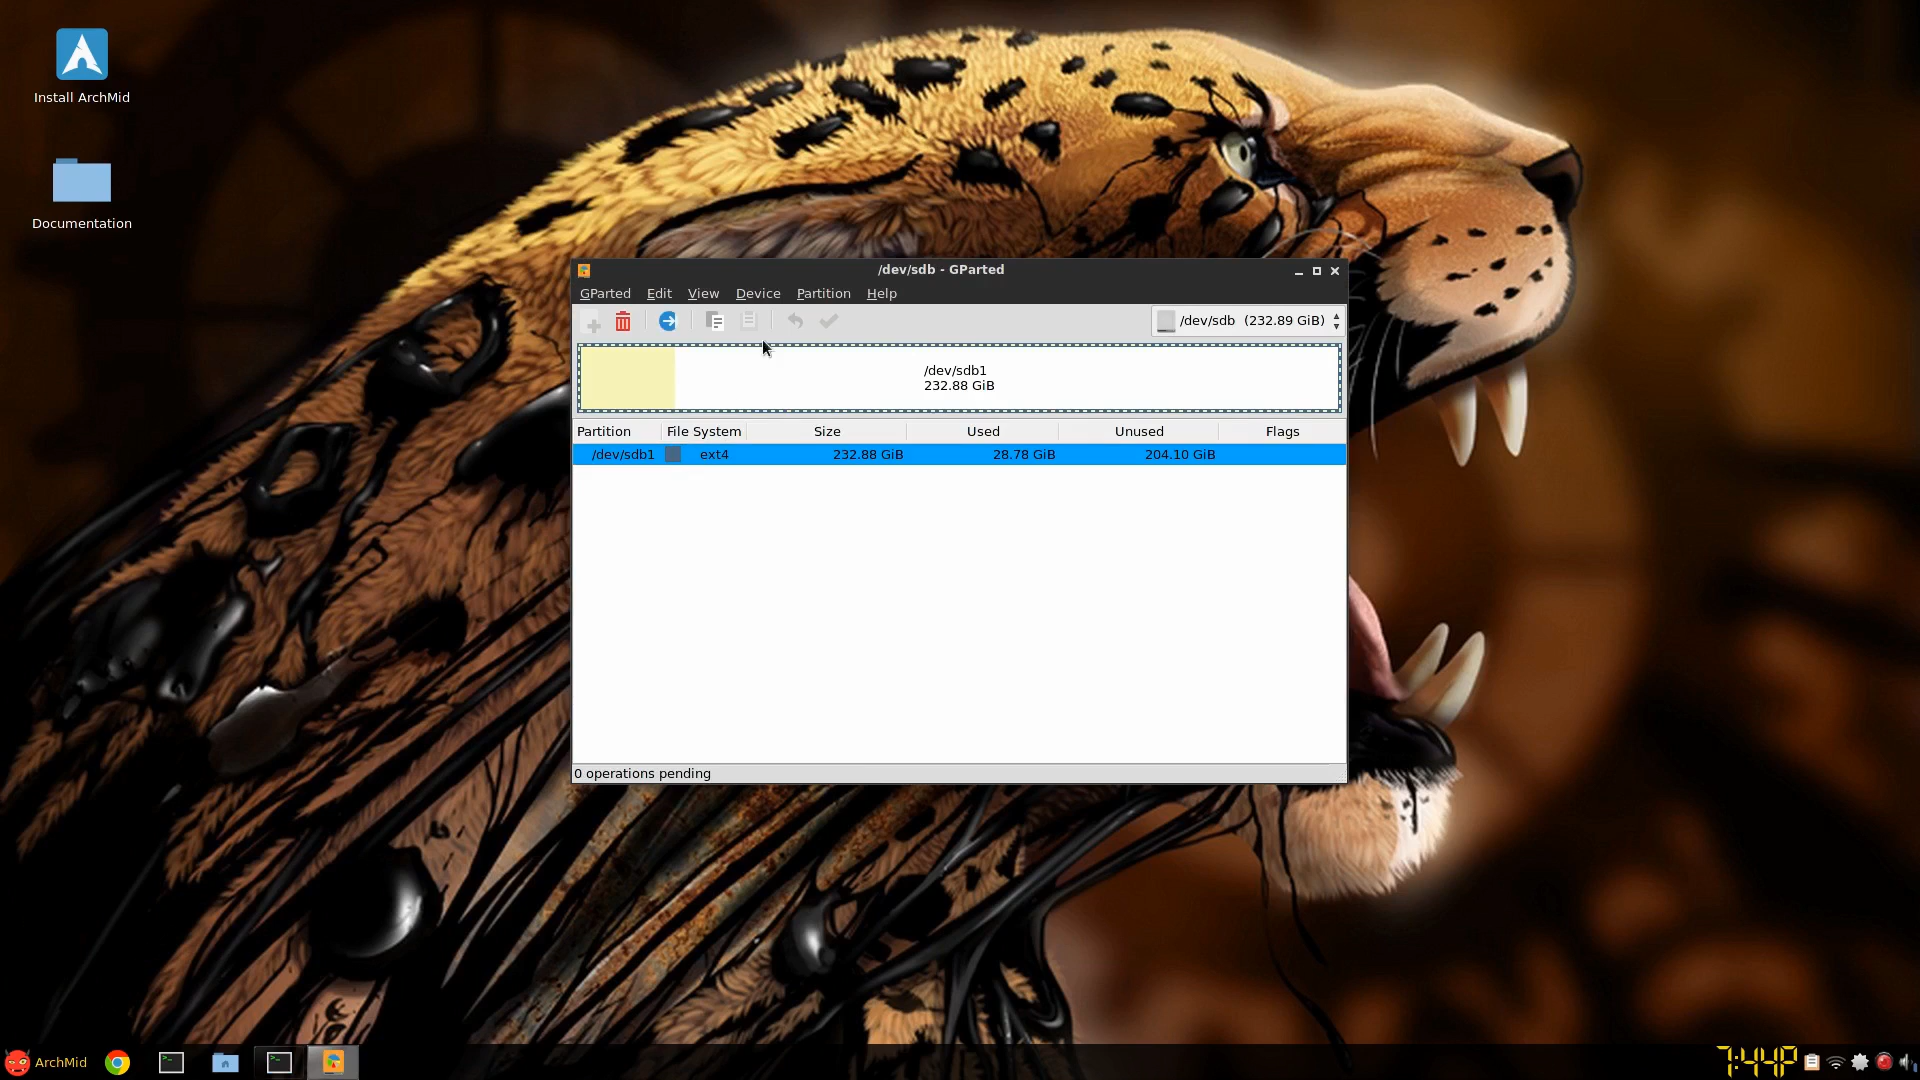 Install ArchMid
Documentation
/dev/sdb - GParted
GParted Edit View Device Partition Help
/dev/sdb (232.89 GiB)
/dev/sdb1
232.88 GiB
Partition File System Size Used Unused Flags
/dev/sdb1 ext4 232.88 GiB 28.78 GiB 204.10 GiB
0 operations pending
ArchMid
7:44P